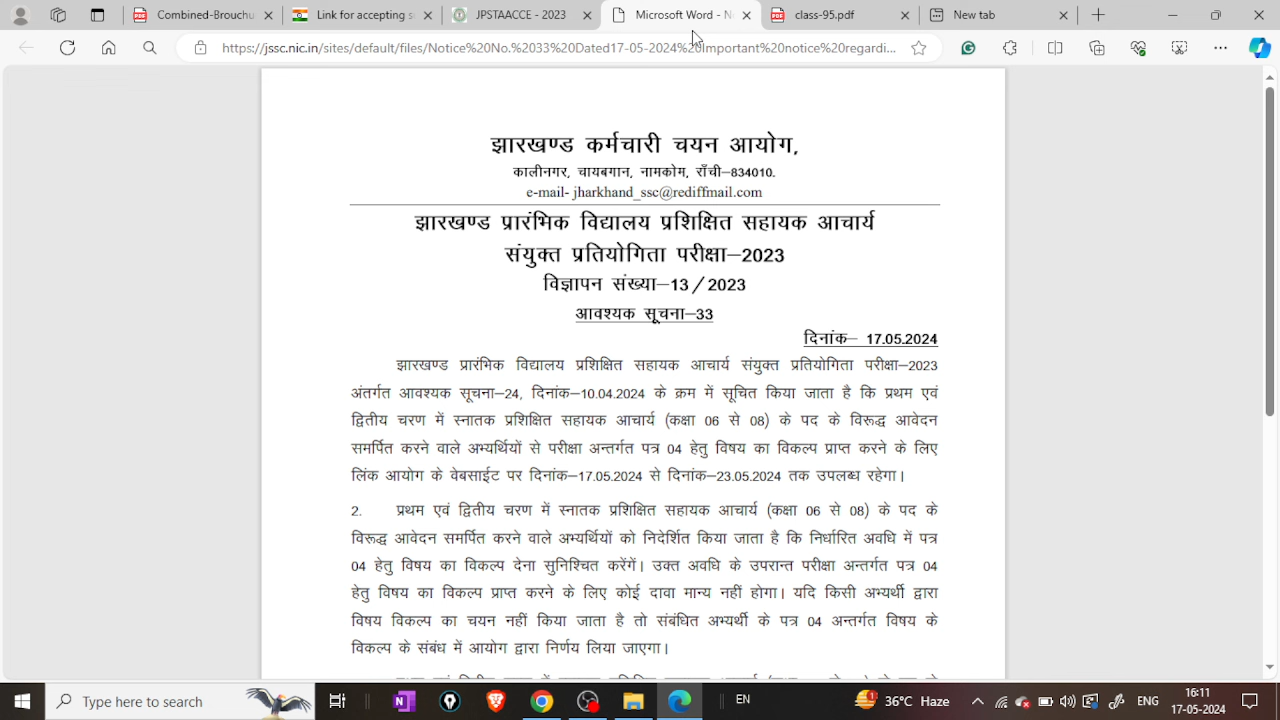 Combined-Brouchu
Link for accepting s
JPSTAACCE - 2023
Microsoft Word - N
class-95.pdf
New tab
https://jssc.nic.in/sites/default/files/Notice%20No.%2033%20Dated17-05-2024%20Important%20notice%20regardi...
झारखण्ड कर्मचारी चयन आयोग,
कालीनगर, चायबगान, नामकोम, राँची–834010.
e-mail- jharkhand_ssc@rediffmail.com
झारखण्ड प्रारंभिक विद्यालय प्रशिक्षित सहायक आचार्य
संयुक्त प्रतियोगिता परीक्षा–2023
विज्ञापन संख्या–13/2023
आवश्यक सूचना–33
दिनांक– 17.05.2024
झारखण्ड प्रारंभिक विद्यालय प्रशिक्षित सहायक आचार्य संयुक्त प्रतियोगिता परीक्षा–2023
अंतर्गत आवश्यक सूचना–24, दिनांक–10.04.2024 के क्रम में सूचित किया जाता है कि प्रथम एवं
द्वितीय चरण में स्नातक प्रशिक्षित सहायक आचार्य (कक्षा 06 से 08) के पद के विरूद्ध आवेदन
समर्पित करने वाले अभ्यर्थियों से परीक्षा अन्तर्गत पत्र 04 हेतु विषय का विकल्प प्राप्त करने के लिए
लिंक आयोग के वेबसाईट पर दिनांक–17.05.2024 से दिनांक–23.05.2024 तक उपलब्ध रहेगा।
2. प्रथम एवं द्वितीय चरण में स्नातक प्रशिक्षित सहायक आचार्य (कक्षा 06 से 08) के पद के
विरूद्ध आवेदन समर्पित करने वाले अभ्यर्थियों को निदेशित किया जाता है कि निर्धारित अवधि में पत्र
04 हेतु विषय का विकल्प देना सुनिश्चित करेंगें। उक्त अवधि के उपरान्त परीक्षा अन्तर्गत पत्र 04
हेतु विषय का विकल्प प्राप्त करने के लिए कोई दावा मान्य नहीं होगा। यदि किसी अभ्यर्थी द्वारा
विषय विकल्प का चयन नहीं किया जाता है तो संबंधित अभ्यर्थी के पत्र 04 अन्तर्गत विषय के
विकल्प के संबंध में आयोग द्वारा निर्णय लिया जाएगा।
Type here to search
EN
36°C Haze
ENG
16:11
17-05-2024